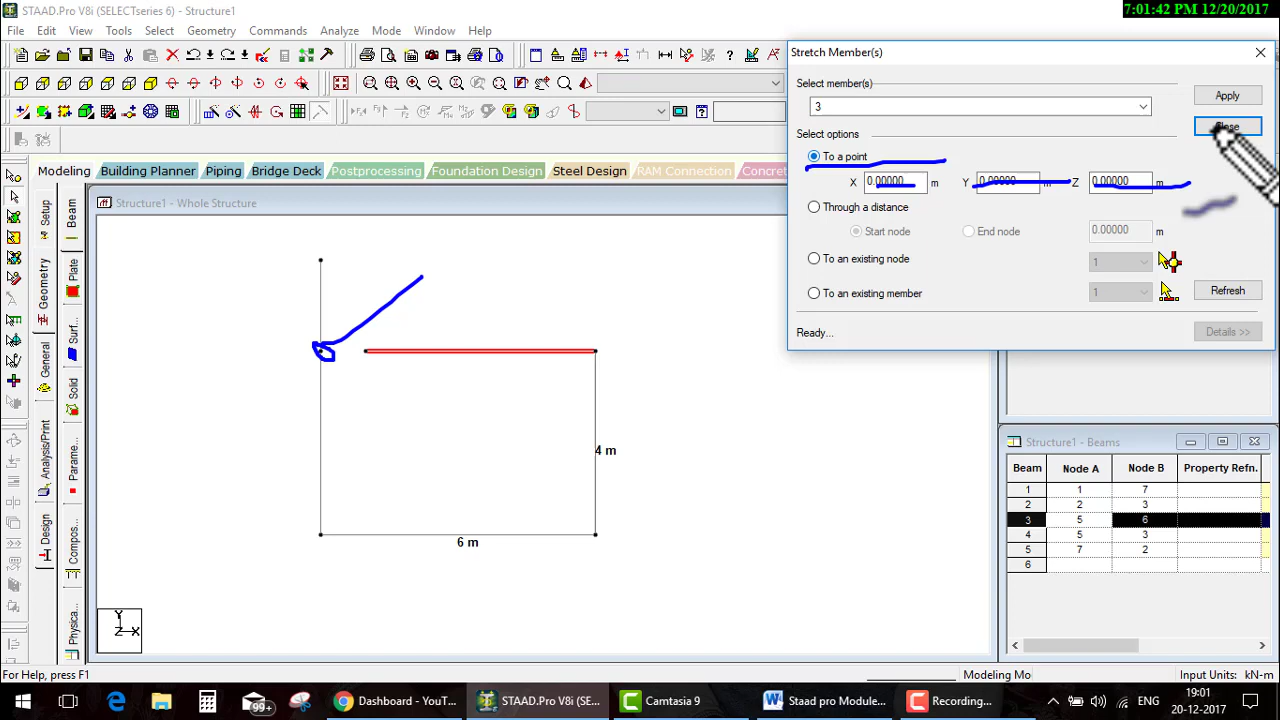 STAAD.Pro V8i (SELECTseries 6) - Structure1
7:01:42 PM 12/20/2017
File Edit View Tools Select Geometry Commands Analyze Mode Window Help
Stretch Member(s)
Select member(s)
3
Apply
Select options
Close
To a point
X 0.00000 m Y 0.00000 m Z 0.00000 m
Through a distance
Start node End node 0.00000 m
To an existing node 1
To an existing member 1
Refresh
Ready...
Details >>
Modeling Building Planner Piping Bridge Deck Postprocessing Foundation Design Steel Design RAM Connection Concret
Structure1 - Whole Structure
Setup
Geometry
General
Analysis/Print
Design
Beam
Plate
Surf...
Solid
Parame...
Compos...
Physica...
4 m
6 m
Y
Z X
Structure1 - Beams
Beam Node A Node B Property Refn.
1 1 7
2 2 3
3 5 6
4 5 3
5 7 2
6
For Help, press F1
Modeling Mo
Input Units: kN-m
99+
Dashboard - YouT...
STAAD.Pro V8i (SE...
Camtasia 9
Staad pro Module...
Recording...
ENG
19:01
20-12-2017